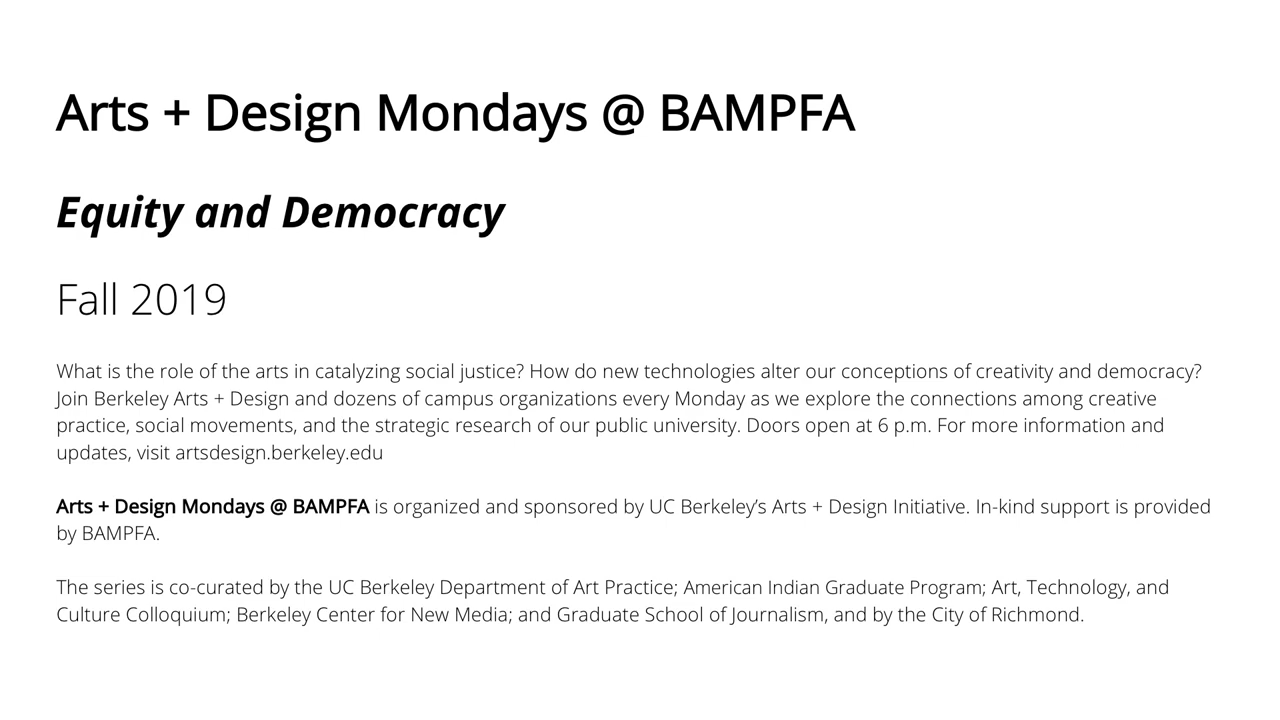 Arts + Design Mondays @ BAMPFA
Equity and Democracy
Fall 2019
What is the role of the arts in catalyzing social justice? How do new technologies alter our conceptions of creativity and democracy?
Join Berkeley Arts + Design and dozens of campus organizations every Monday as we explore the connections among creative
practice, social movements, and the strategic research of our public university. Doors open at 6 p.m. For more information and
updates, visit artsdesign.berkeley.edu
Arts + Design Mondays @ BAMPFA is organized and sponsored by UC Berkeley’s Arts + Design Initiative. In-kind support is provided
by BAMPFA.
The series is co-curated by the UC Berkeley Department of Art Practice; American Indian Graduate Program; Art, Technology, and
Culture Colloquium; Berkeley Center for New Media; and Graduate School of Journalism, and by the City of Richmond.